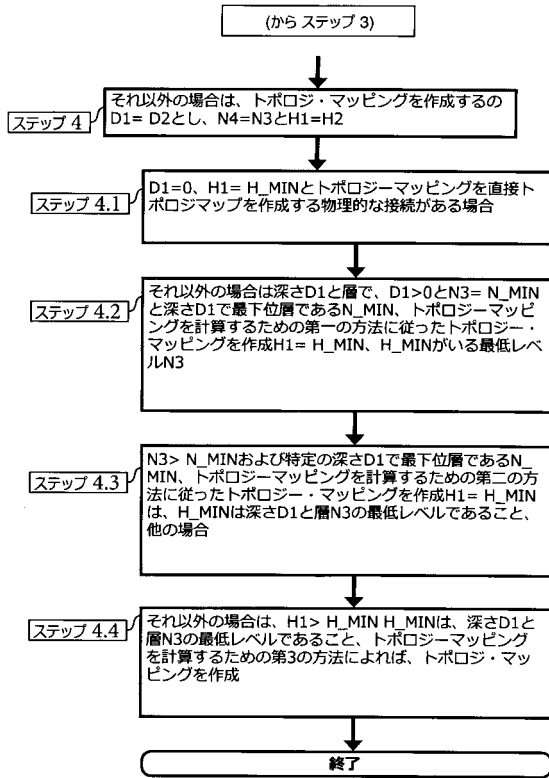 (から ステップ 3)
それ以外の場合は、トポロジ・マッピングを作成するの
D1= D2とし、N4=N3とH1=H2
ステップ 4
D1=0、H1= H_MINとトポロジーマッピングを直接ト
ポロジマップを作成する物理的な接続がある場合
ステップ 4.1
それ以外の場合は深さD1と層で、D1>0とN3= N_MIN
と深さD1で最下位層であるN_MIN、トポロジーマッピ
ングを計算するための第一の方法に従ったトポロジー・
マッピングを作成H1= H_MIN、H_MINがいる最低レベ
ルN3
ステップ 4.2
N3> N_MINおよび特定の深さD1で最下位層であるN_
MIN、トポロジーマッピングを計算するための第二の方
法に従ったトポロジー・マッピングを作成H1= H_MIN
は、H_MINは深さD1と層N3の最低レベルであること、
他の場合
ステップ 4.3
それ以外の場合は、H1> H_MIN H_MINは、深さD1と
層N3の最低レベルであること、トポロジーマッピング
を計算するための第3の方法によれば、トポロジ・マッ
ピングを作成
ステップ 4.4
終了